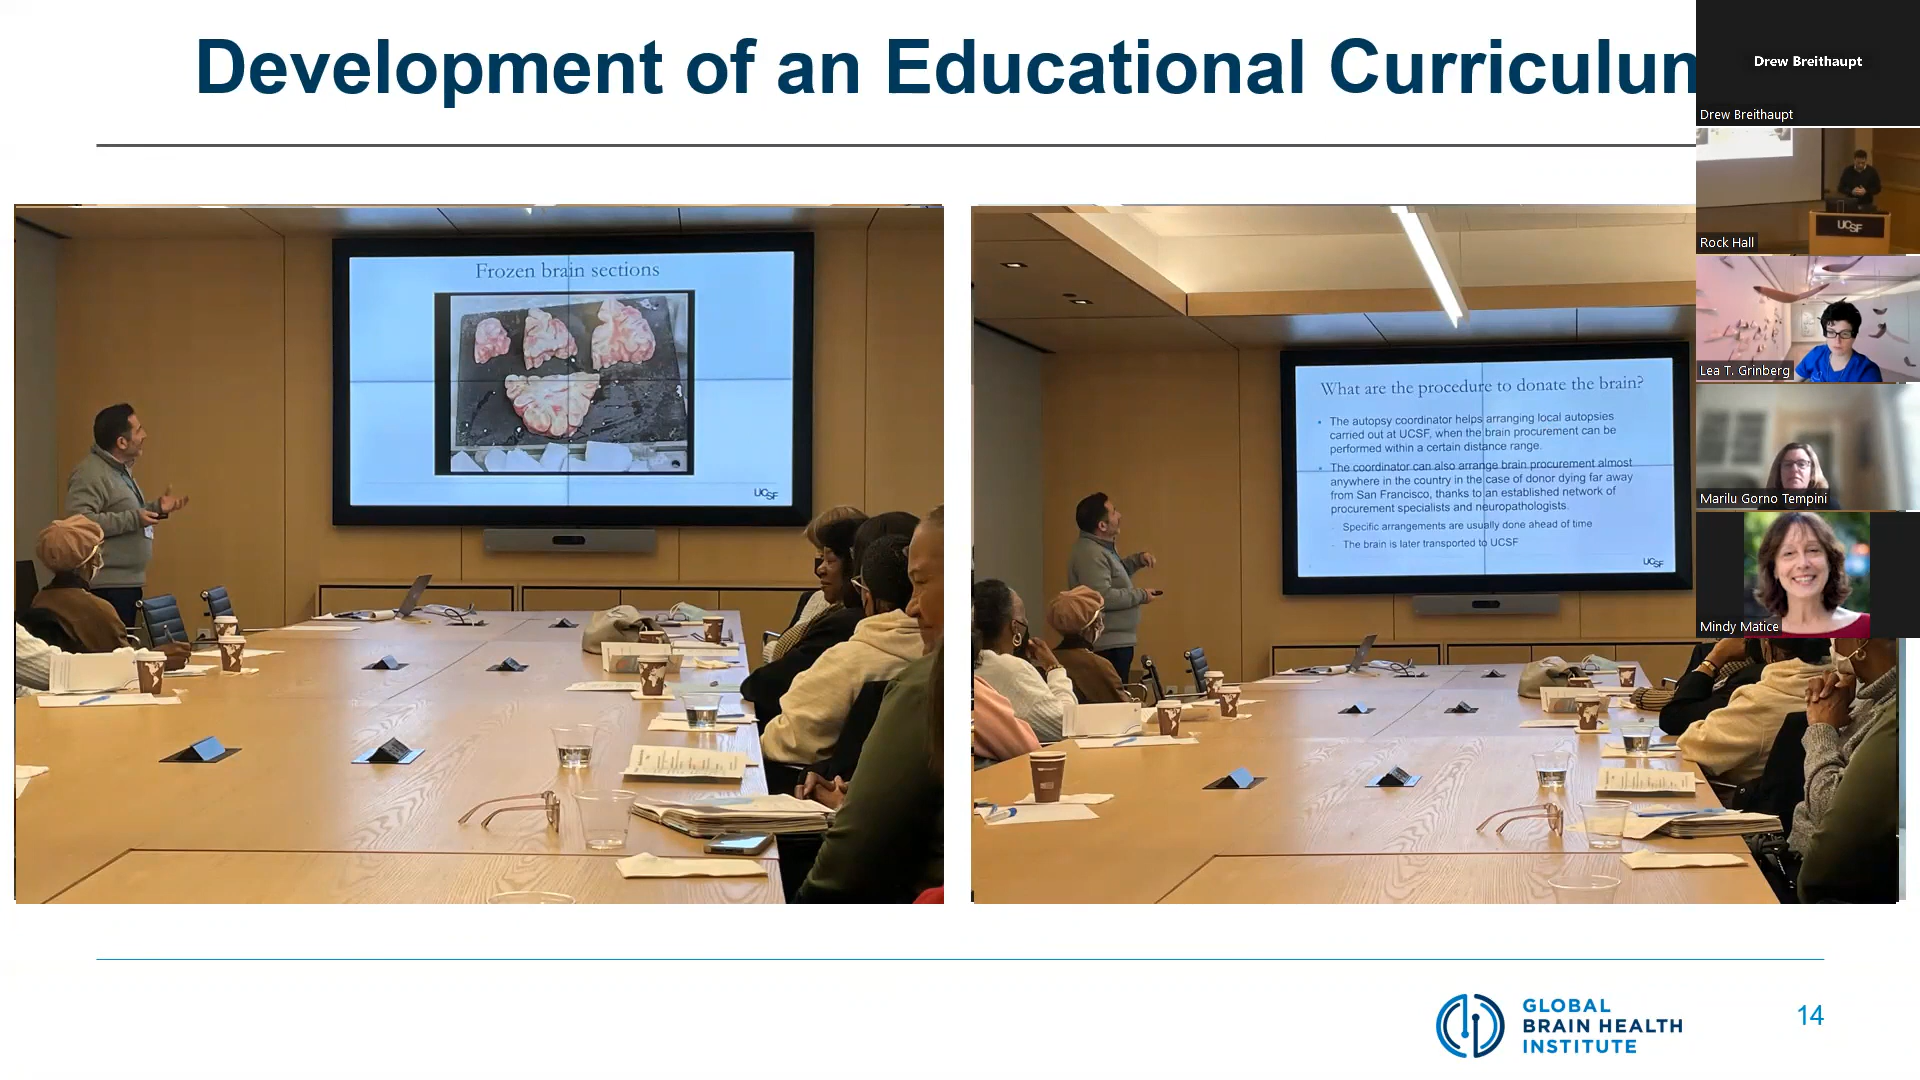 Development of an Educational Curriculum
Drew Breithaupt
Drew Breithaupt
UCSF
Rock Hall
Lea T. Grinberg
Marilu Gorno Tempini
Mindy Matice
Frozen brain sections
UCSF
What are the procedure to donate the brain?
• The autopsy coordinator helps arranging local autopsies
carried out at UCSF, when the brain procurement can be
performed within a certain distance range.
• The coordinator can also arrange brain procurement almost
anywhere in the country in the case of donor dying far away
from San Francisco, thanks to an established network of
procurement specialists and neuropathologists.
- Specific arrangements are usually done ahead of time
- The brain is later transported to UCSF
UCSF
GLOBAL
BRAIN HEALTH
INSTITUTE
14